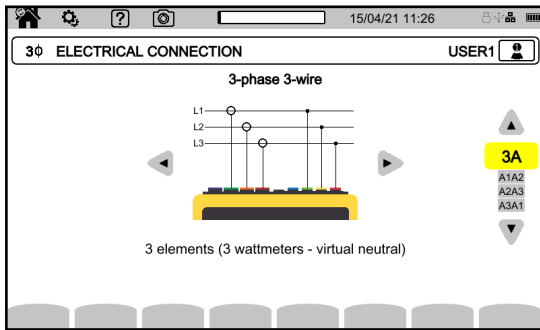 15/04/21 11:26
3ϕ ELECTRICAL CONNECTION USER1
3-phase 3-wire
L1
L2
L3
3A
A1A2
A2A3
A3A1
3 elements (3 wattmeters - virtual neutral)